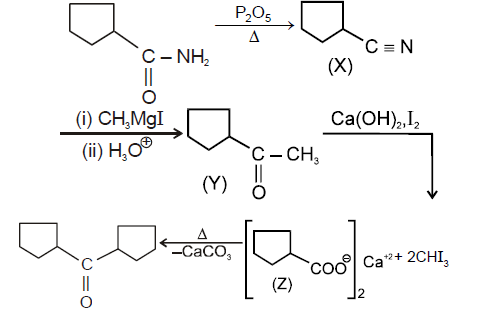 P₂O₅
Δ
C – NH₂
||
O
C ≡ N
(X)
(i) CH₃MgI
(ii) H₃O⊕
C – CH₃
||
O
(Y)
Ca(OH)₂,I₂
C
||
O
Δ
–CaCO₃
COO⊖
(Z)
2
Ca⁺² + 2CHI₃